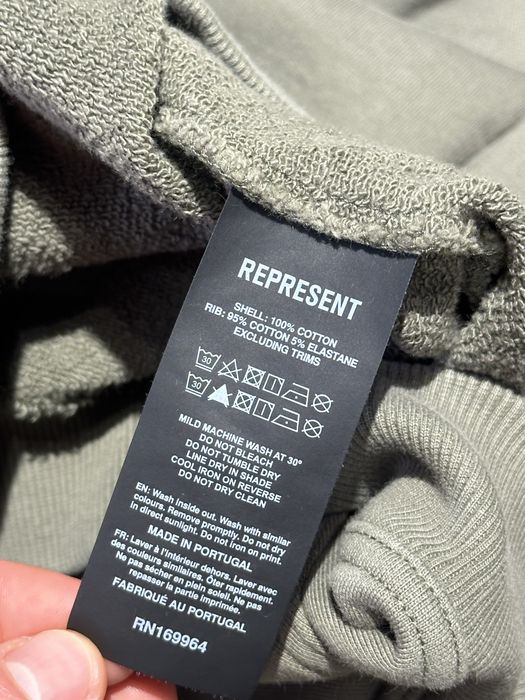 REPRESENT
SHELL: 100% COTTON
RIB: 95% COTTON 5% ELASTANE
EXCLUDING TRIMS
30
30
MILD MACHINE WASH AT 30°
DO NOT BLEACH
DO NOT TUMBLE DRY
LINE DRY IN SHADE
COOL IRON ON REVERSE
DO NOT DRY CLEAN
EN: Wash inside out. Wash with similar
colours. Remove promptly. Do not dry
in direct sunlight. Do not iron on print.
MADE IN PORTUGAL
FR: Laver à l'intérieur dehors. Laver avec
des couleurs similaires. Ôter rapidement.
Ne pas sécher en plein soleil. Ne pas
repasser la partie imprimée.
FABRIQUÉ AU PORTUGAL
RN169964